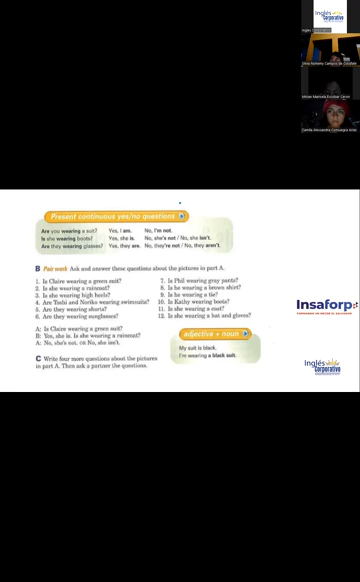 Inglés
Corporativo
Present continuous yes/no questions
Are you wearing a suit? Yes, I am. No, I'm not.
Is she wearing boots? Yes, she is. No, she's not / No, she isn't.
Are they wearing glasses? Yes, they are. No, they're not / No, they aren't.
B Pair work Ask and answer these questions about the pictures in part A.
1. Is Claire wearing a green suit?
2. Is she wearing a raincoat?
3. Is she wearing high heels?
4. Are Toshi and Noriko wearing swimsuits?
5. Are they wearing shorts?
6. Are they wearing sunglasses?
7. Is Phil wearing gray pants?
8. Is he wearing a brown shirt?
9. Is he wearing a tie?
10. Is Kathy wearing boots?
11. Is she wearing a coat?
12. Is she wearing a hat and gloves?
A: Is Claire wearing a green suit?
B: Yes, she is. Is she wearing a raincoat?
A: No, she's not. OR No, she isn't.
adjective + noun
My suit is black.
I'm wearing a black suit.
C Write four more questions about the pictures
in part A. Then ask a partner the questions.
Insaforp
Inglés
Corporativo